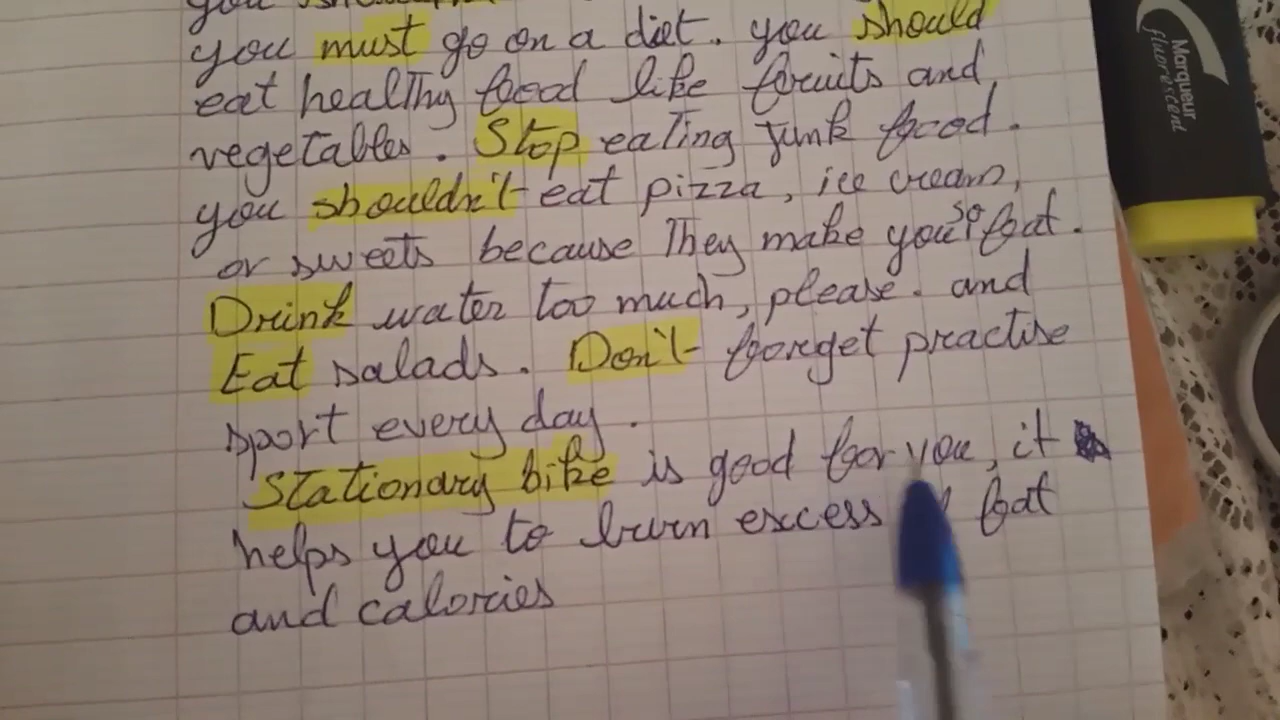 you must go on a diet. you should
eat healthy food like fruits and
vegetables. Stop eating junk food.
you shouldn't eat pizza, ice cream,
or sweets because They make you so fat.
Drink water too much, please. and
Eat salads. Don't forget practise
sport every day.
Stationary bike is good for you, it
helps you to burn excess fat
and calories
Marqueur
fluorescent